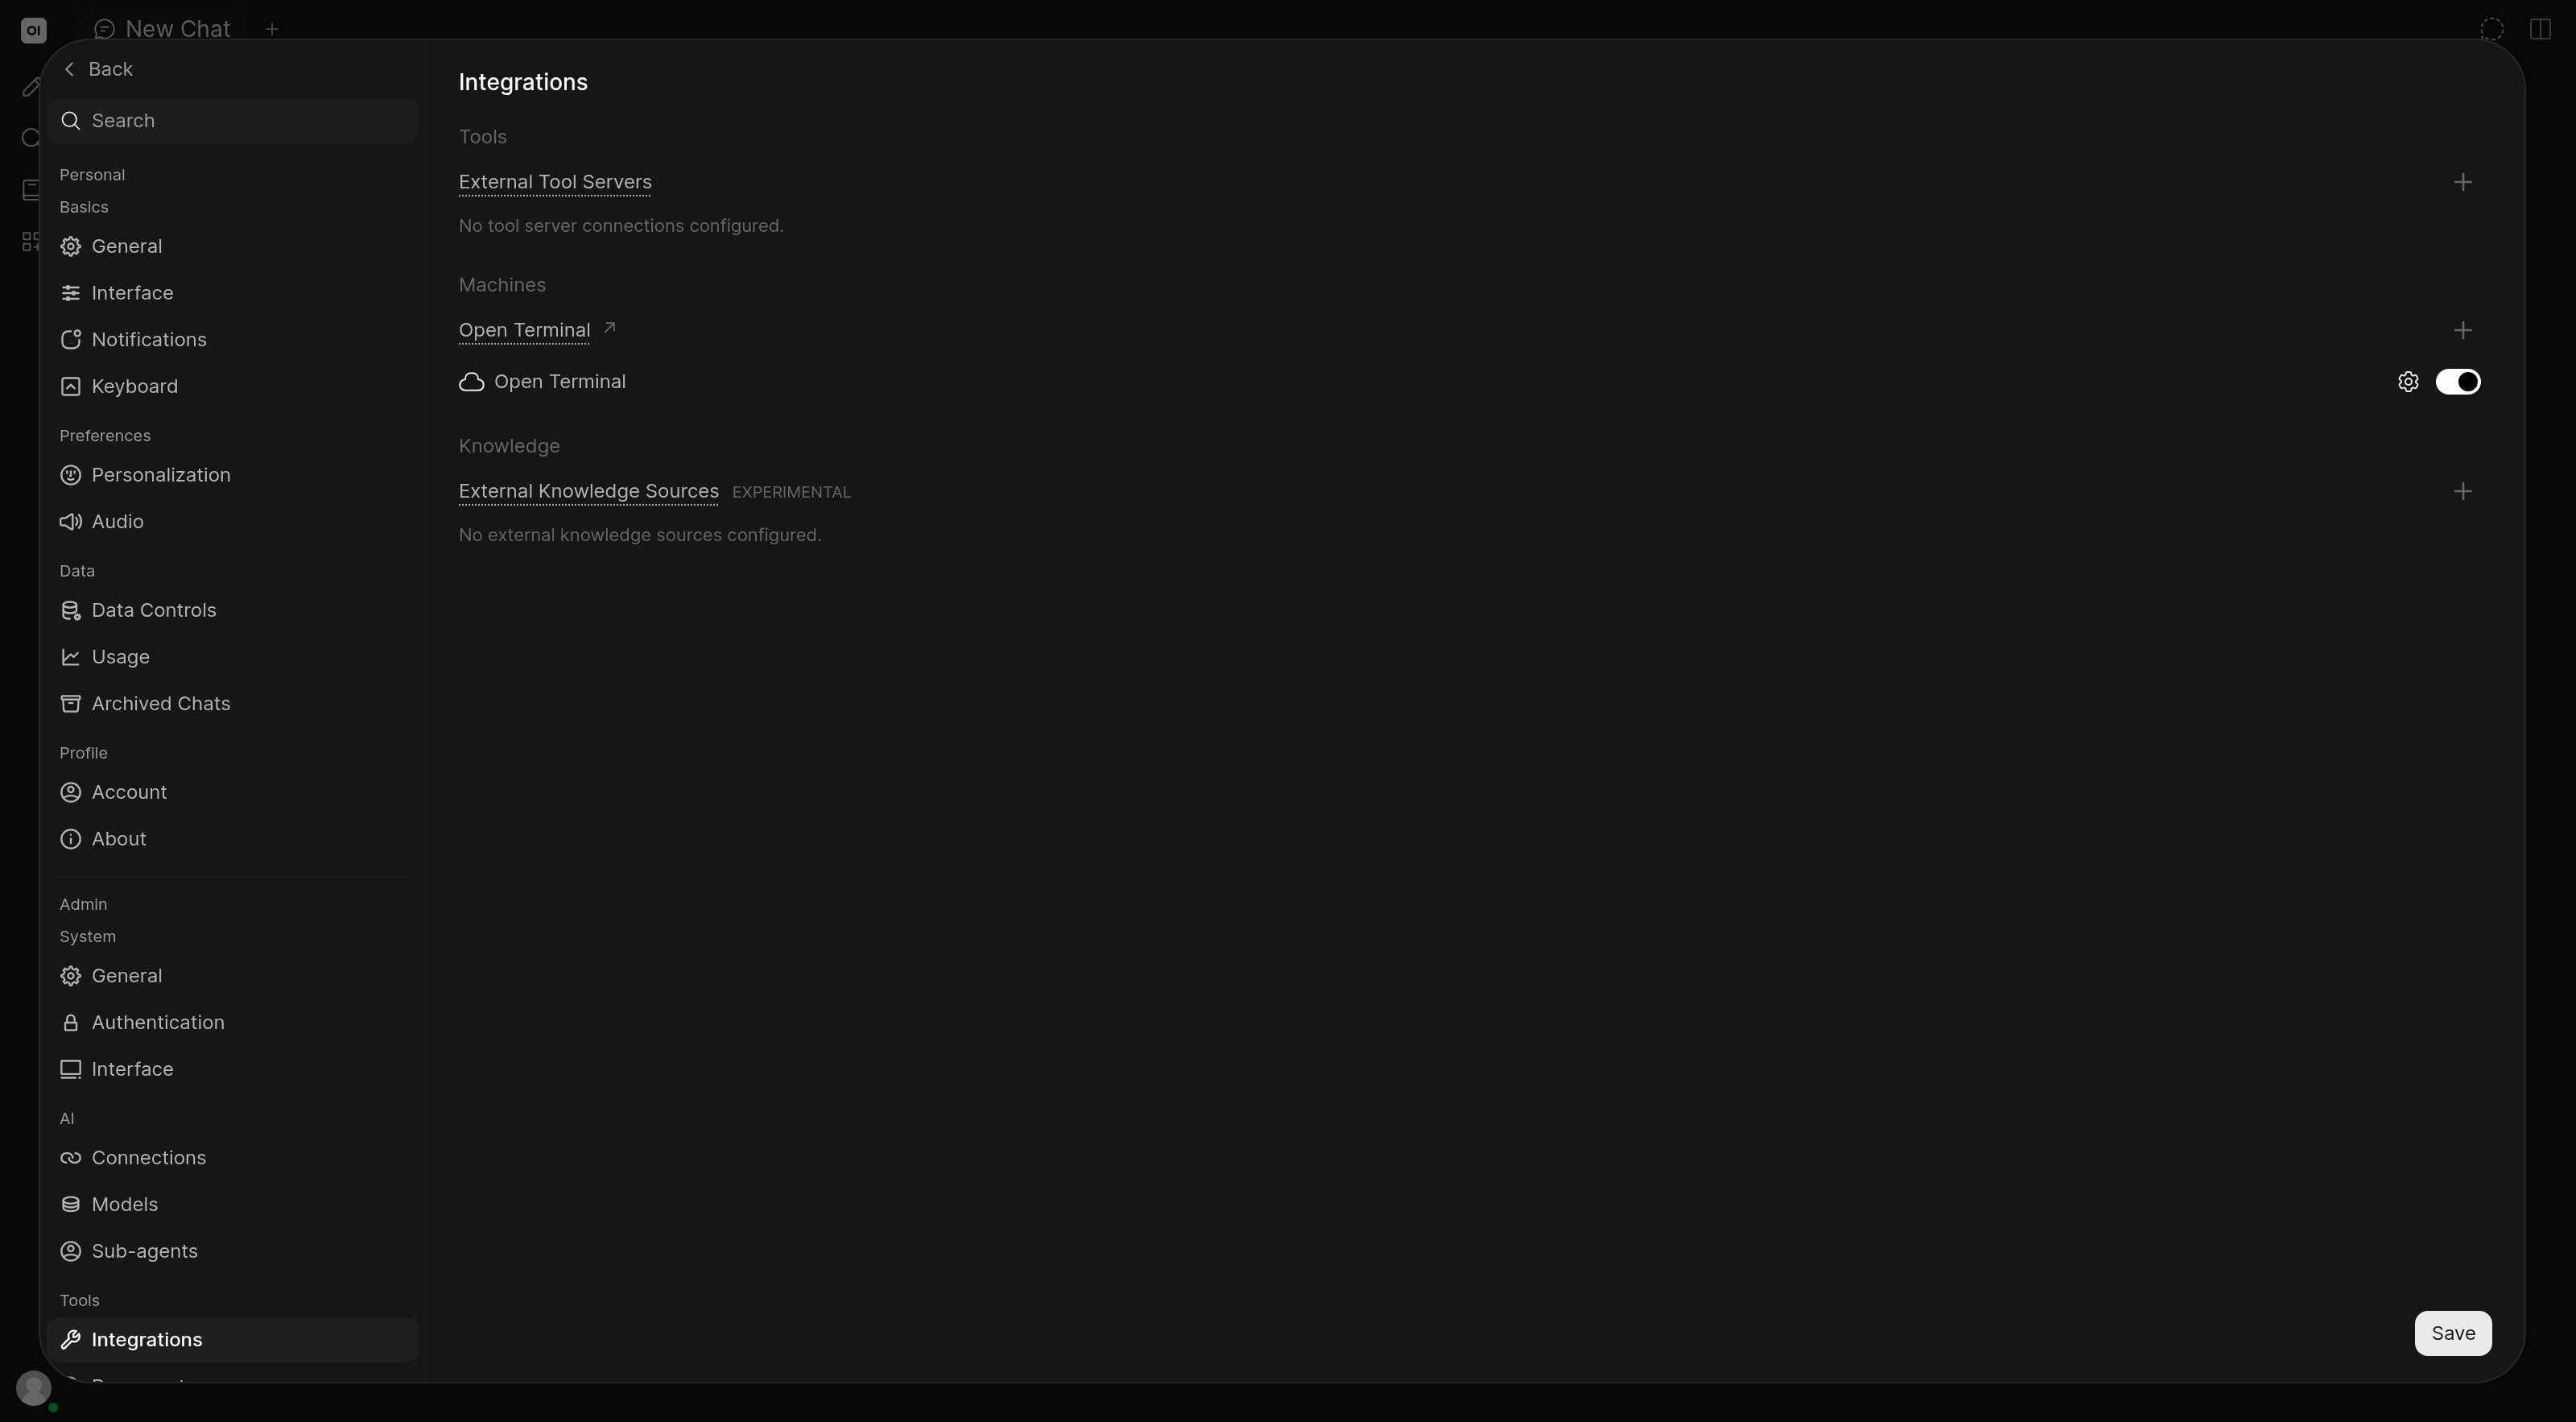 OI
New Chat
Back
Search
Personal
Basics
General
Interface
Notifications
Keyboard
Preferences
Personalization
Audio
Data
Data Controls
Usage
Archived Chats
Profile
Account
About
Admin
System
General
Authentication
Interface
AI
Connections
Models
Sub-agents
Tools
Integrations
Integrations
Tools
External Tool Servers
No tool server connections configured.
Machines
Open Terminal
Open Terminal
Knowledge
External Knowledge Sources EXPERIMENTAL
No external knowledge sources configured.
Save